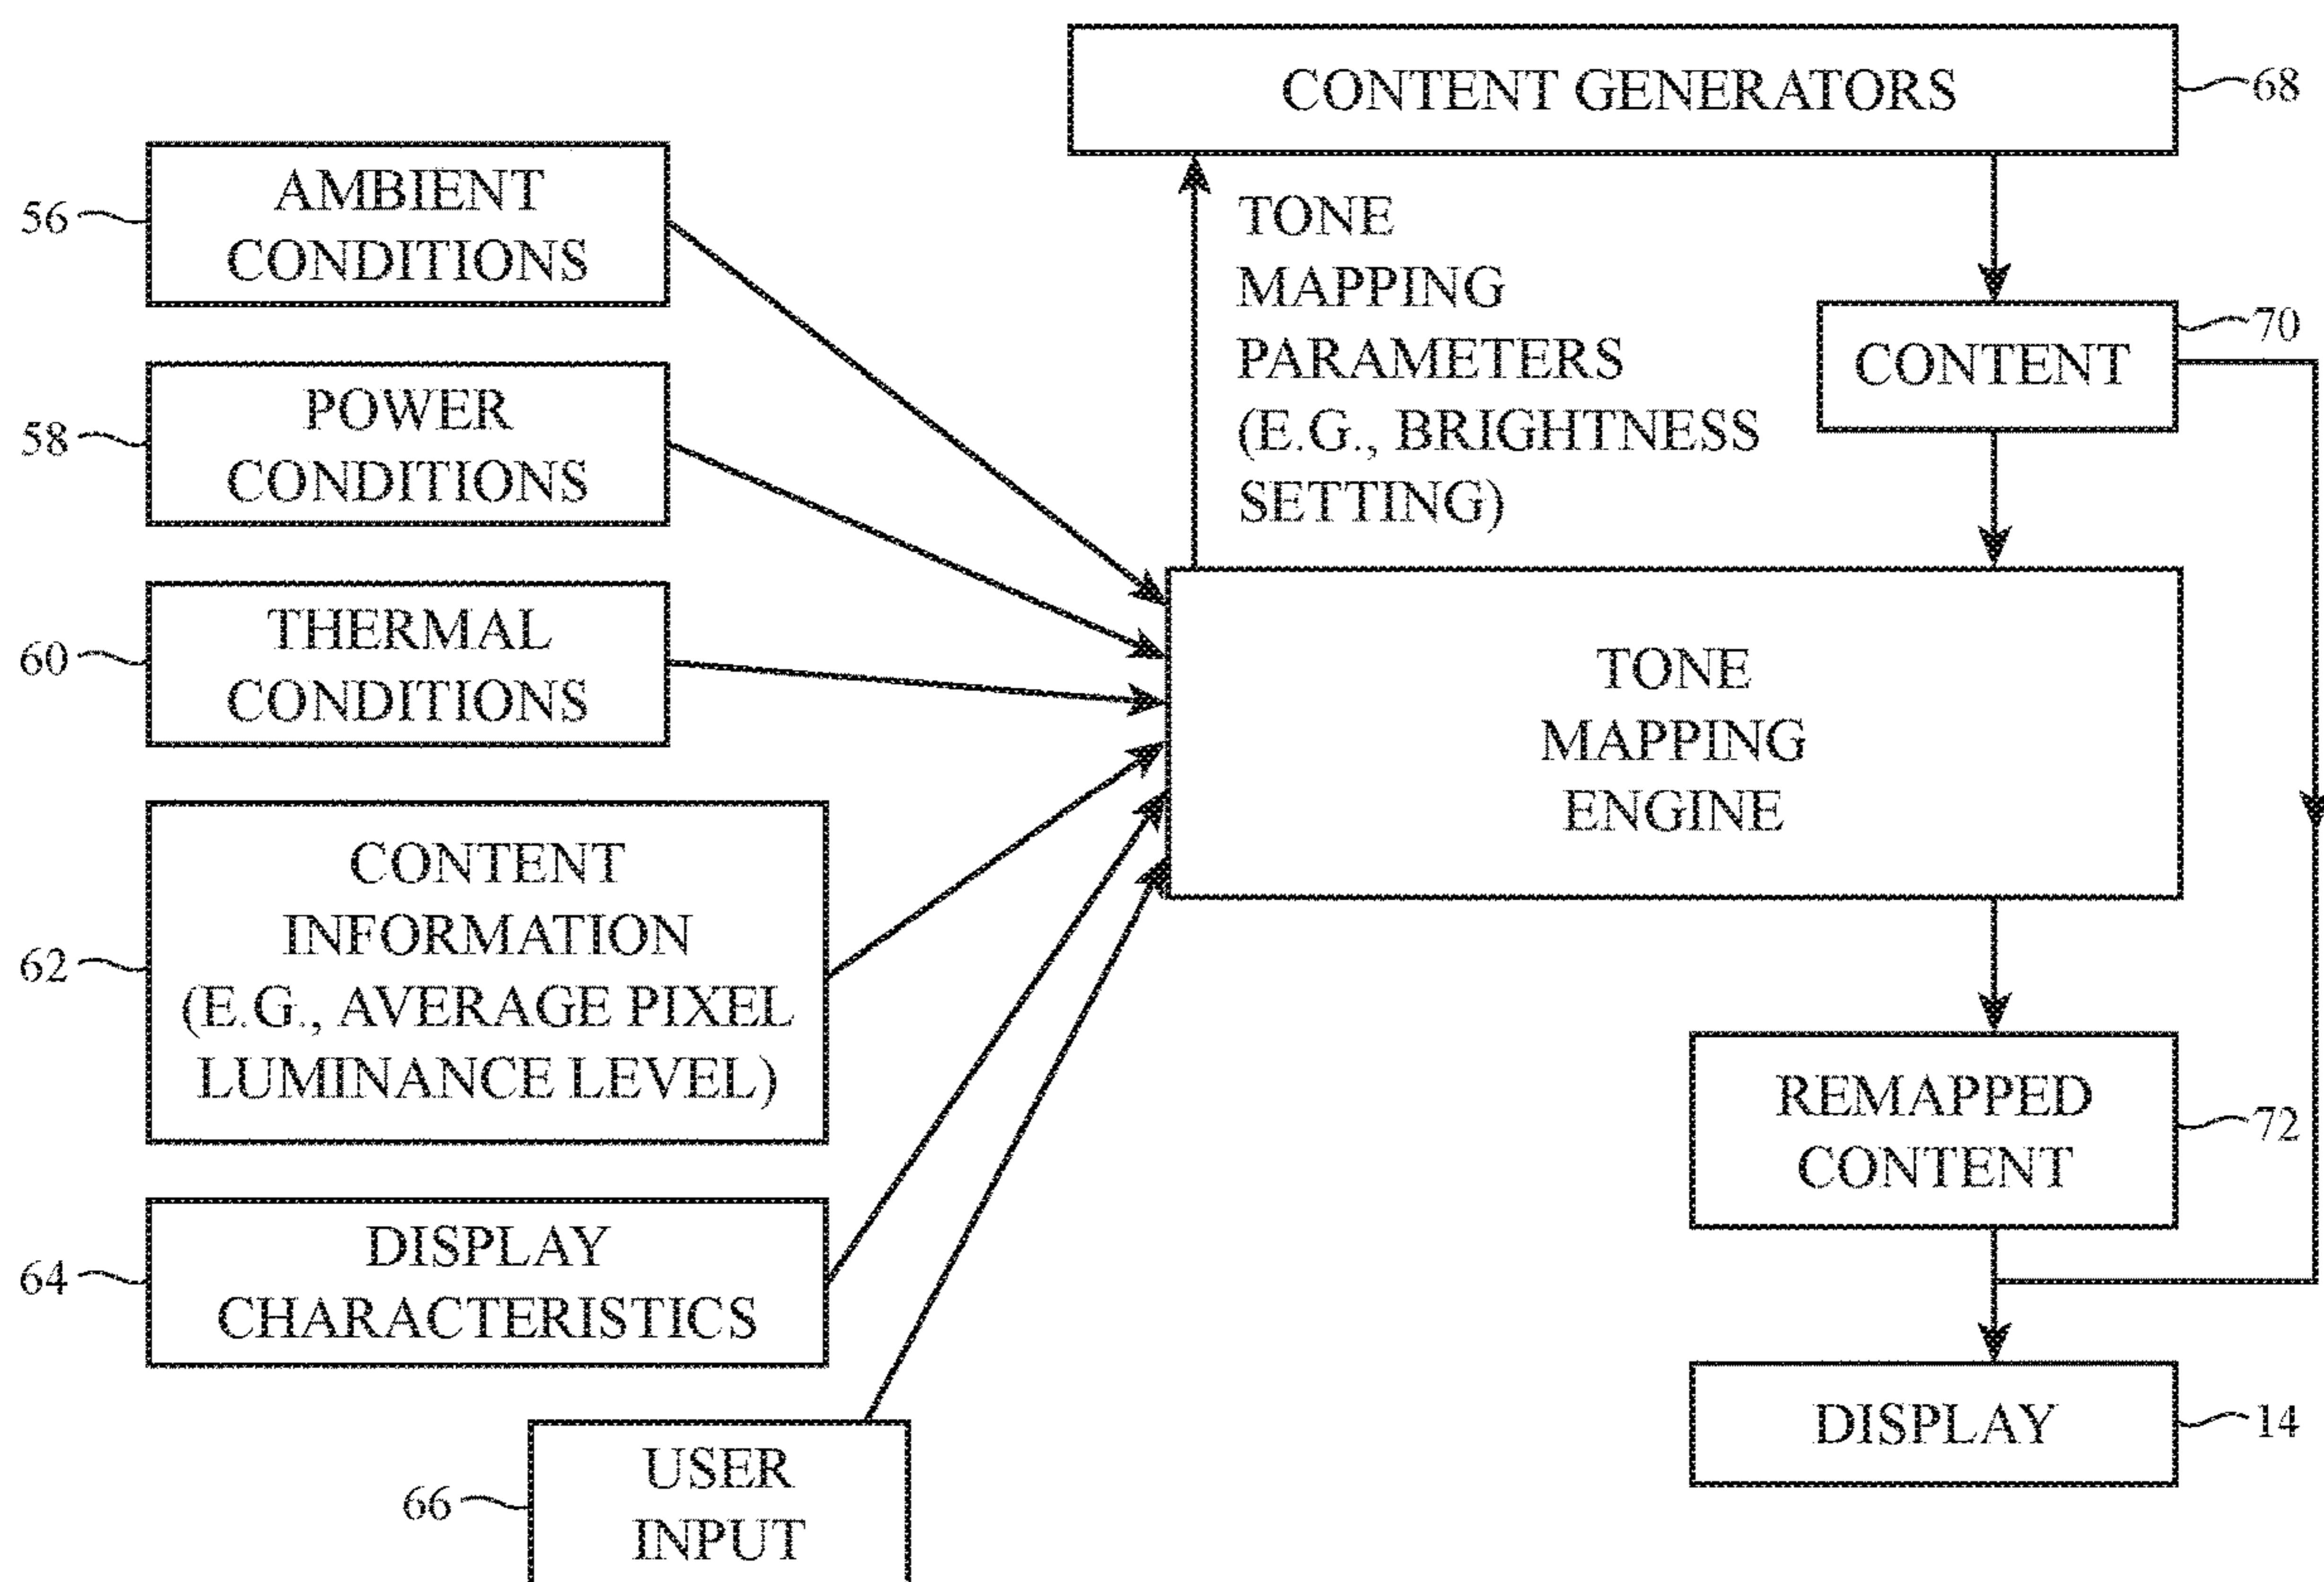 CONTENT GENERATORS
68
56
AMBIENT
CONDITIONS
TONE
MAPPING
PARAMETERS
(E.G., BRIGHTNESS
SETTING)
70
CONTENT
58
POWER
CONDITIONS
60
THERMAL
CONDITIONS
TONE
MAPPING
ENGINE
62
CONTENT
INFORMATION
(E.G., AVERAGE PIXEL
LUMINANCE LEVEL)
REMAPPED
CONTENT
72
64
DISPLAY
CHARACTERISTICS
DISPLAY
14
66
USER
INPUT